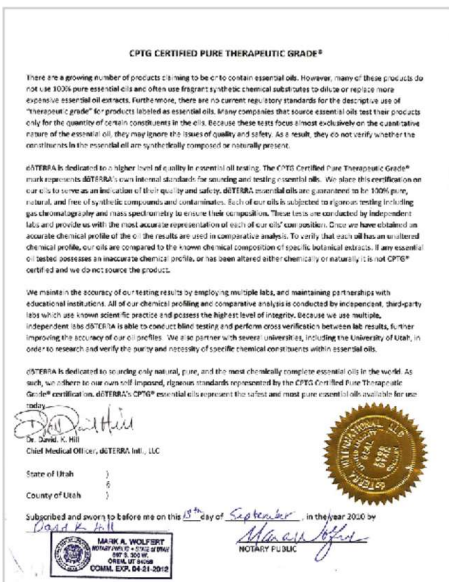 CPTG CERTIFIED PURE THERAPEUTIC GRADE®
There are a growing number of products claiming to be or to contain essential oils. However, many of these products do
not use 100% pure essential oils and often use fragrant synthetic chemical substitutes to dilute or replace more
expensive essential oil extracts. Furthermore, there are no current regulatory standards for the descriptive use of
"therapeutic grade" for products labeled as essential oils. Many companies that source essential oils test their products
only for the quantity of certain constituents in the oils. Because these tests focus almost exclusively on the quantitative
nature of the essential oil, they may ignore the issues of quality and safety. As a result, they do not verify whether the
constituents in the essential oil are synthetically composed or naturally present.
dōTERRA is dedicated to a higher level of quality in essential oil testing. The CPTG Certified Pure Therapeutic Grade®
mark represents dōTERRA's own internal standards for sourcing and testing essential oils. We place this certification on
our oils to serve as an indication of their quality and safety. dōTERRA essential oils are guaranteed to be 100% pure,
natural, and free of synthetic compounds and contaminates. Each of our oils is subjected to rigorous testing including
gas chromatography and mass spectrometry to ensure their composition. These tests are conducted by independent
labs and provide us with the most accurate representation of each of our oils' composition. Once we have obtained an
accurate chemical profile of the oil the results are used in comparative analysis. To verify that each oil has an unaltered
chemical profile, our oils are compared to the known chemical composition of specific botanical extracts. If any essential
oil tested possesses an inaccurate chemical profile, or has been altered either chemically or naturally it is not CPTG®
certified and we do not source the product.
We maintain the accuracy of our testing results by employing multiple labs, and maintaining partnerships with
educational institutions. All of our chemical profiling and comparative analysis is conducted by independent, third-party
labs which use known scientific practice and possess the highest level of integrity. Because we use multiple,
independent labs dōTERRA is able to conduct blind testing and perform cross verification between lab results, further
improving the accuracy of our oil profiles. We also partner with several universities, including the University of Utah, in
order to research and verify the purity and necessity of specific chemical constituents within essential oils.
dōTERRA is dedicated to sourcing only natural, pure, and the most chemically complete essential oils in the world. As
such, we adhere to our own self-imposed, rigorous standards represented by the CPTG Certified Pure Therapeutic
Grade® certification. dōTERRA's CPTG® essential oils represent the safest and most pure essential oils available for use
today.
Dr. David. K. Hill
Chief Medical Officer, dōTERRA Intl., LLC
State of Utah )
County of Utah )
Subscribed and sworn to before me on this 13th day of September, in the year 2010 by
David K. Hill
MARK A. WOLFERT
NOTARY PUBLIC • STATE of UTAH
OREM, UT
COMM. EXP. 04-21-2012
NOTARY PUBLIC